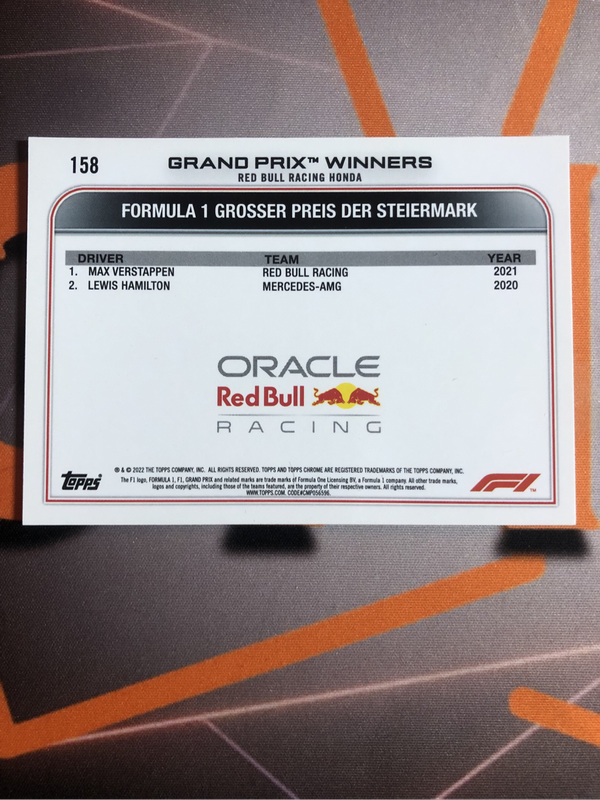 158
GRAND PRIX™ WINNERS
RED BULL RACING HONDA
FORMULA 1 GROSSER PREIS DER STEIERMARK
DRIVER TEAM YEAR
1. MAX VERSTAPPEN RED BULL RACING 2021
2. LEWIS HAMILTON MERCEDES-AMG 2020
ORACLE
Red Bull
RACING
® & © 2022 THE TOPPS COMPANY, INC. ALL RIGHTS RESERVED. TOPPS AND TOPPS CHROME ARE REGISTERED TRADEMARKS OF THE TOPPS COMPANY, INC.
The F1 logo, FORMULA 1, F1, GRAND PRIX and related marks are trade marks of Formula One Licensing BV, a Formula 1 company. All other trade marks,
logos and copyrights, including those of the teams featured, are the property of their respective owners. All rights reserved.
WWW.TOPPS.COM. CODE#CMP056596.
Topps
F1™